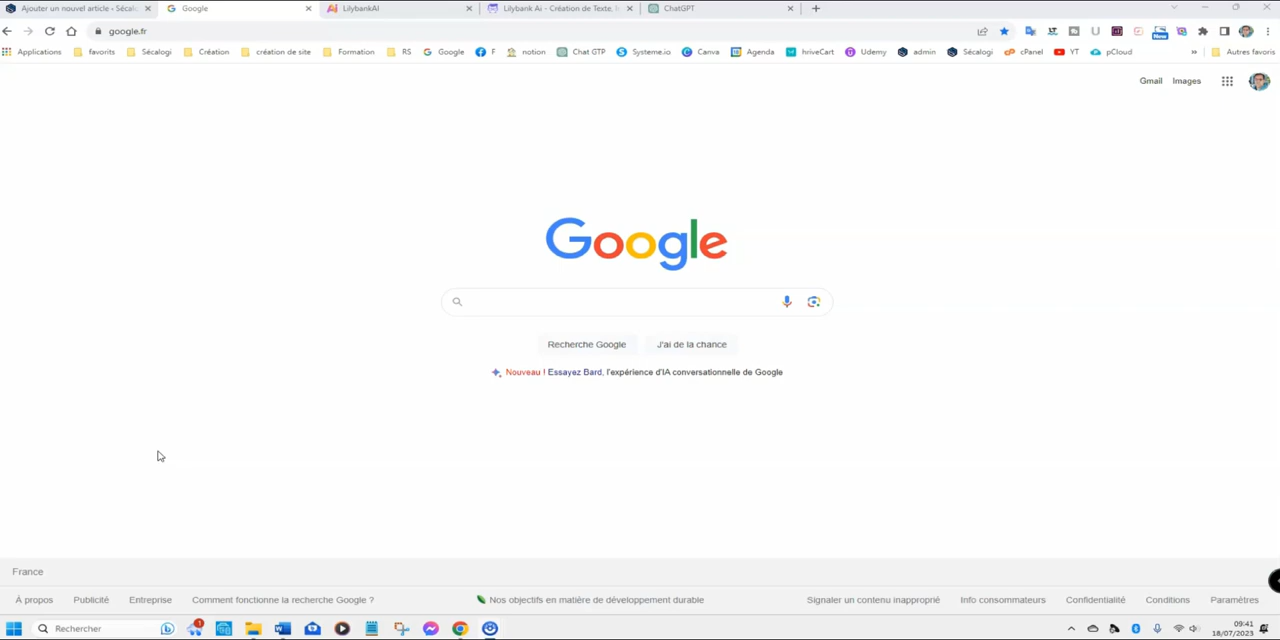 Ajouter un nouvel article ‹ Sécalo
Google
LilybankAI
Lilybank Ai - Création de Texte, I
ChatGPT
google.fr
Applications
favoris
Sécalogi
Création
création de site
Formation
RS
Google
F
notion
Chat GTP
Systeme.io
Canva
Agenda
hriveCart
Udemy
admin
Sécalogi
cPanel
YT
pCloud
»
Autres favoris
New
Gmail
Images
Google
Recherche Google
J'ai de la chance
Nouveau ! Essayez Bard, l'expérience d'IA conversationnelle de Google
France
À propos
Publicité
Entreprise
Comment fonctionne la recherche Google ?
Nos objectifs en matière de développement durable
Signaler un contenu inapproprié
Info consommateurs
Confidentialité
Conditions
Paramètres
Rechercher
09:41
18/07/2023